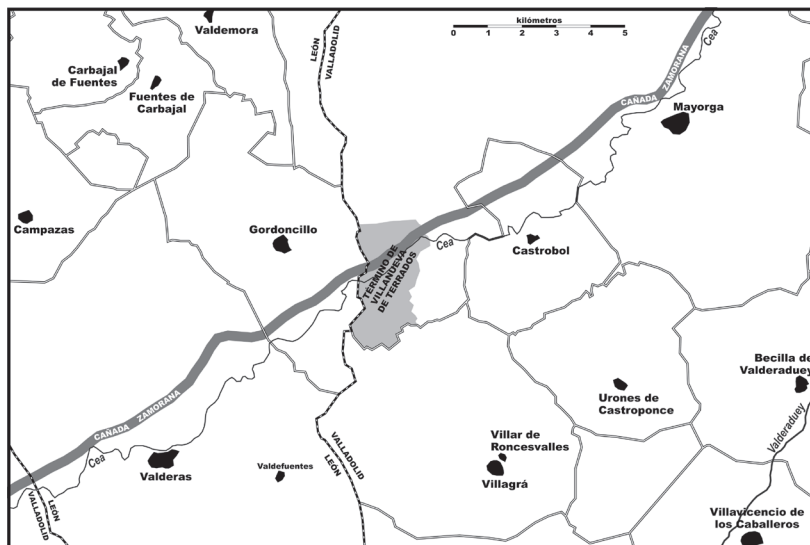 kilómetros
0 1 2 3 4 5
Valdemora
LEÓN
VALLADOLID
Cea
Carbajal
de Fuentes
Fuentes de
Carbajal
CAÑADA ZAMORANA
Mayorga
Campazas
Gordoncillo
Cea
Castrobol
TÉRMINO DE
VILLANUEVA
DE TERRADOS
Becilla de
Valderaduey
Urones de
Castroponce
CAÑADA ZAMORANA
Cea
Valderas
Valdefuentes
VALLADOLID
LEÓN
Villar de
Roncesvalles
Villagrá
Valderaduey
LEÓN
VALLADOLID
Villavicencio de
los Caballeros